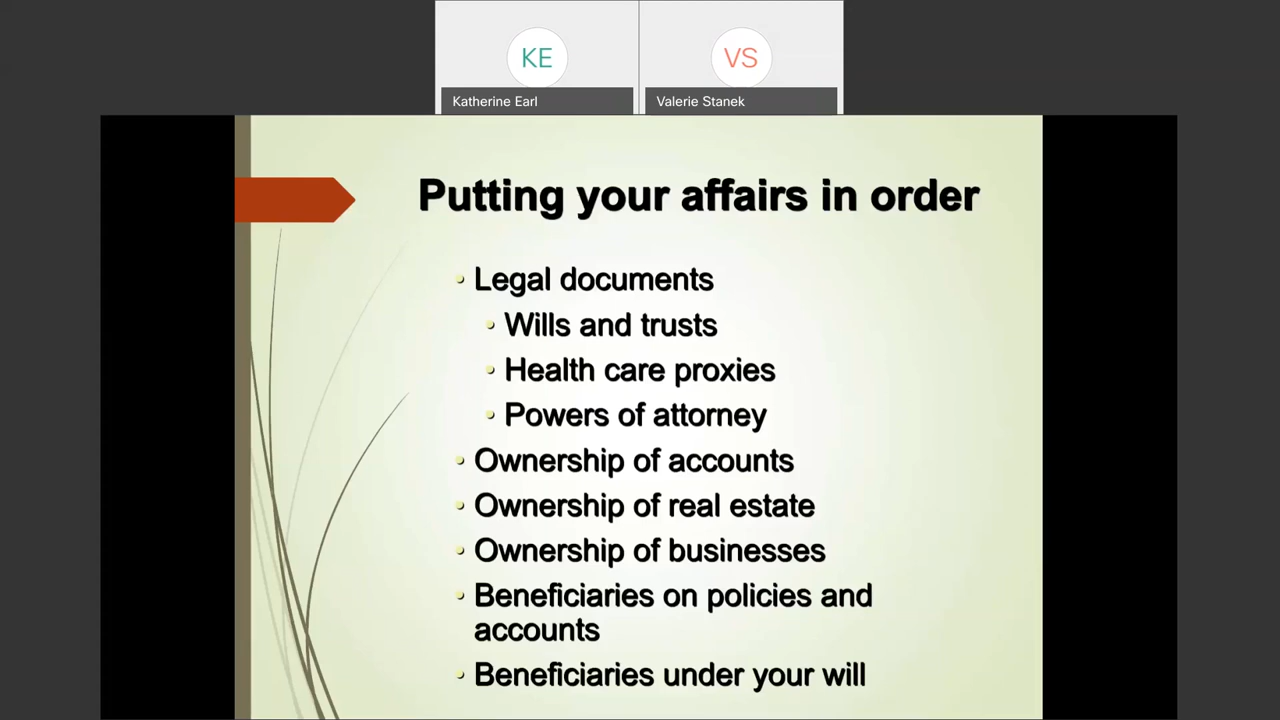 KE
VS
Katherine Earl
Valerie Stanek
Putting your affairs in order
• Legal documents
• Wills and trusts
• Health care proxies
• Powers of attorney
• Ownership of accounts
• Ownership of real estate
• Ownership of businesses
• Beneficiaries on policies and
accounts
• Beneficiaries under your will